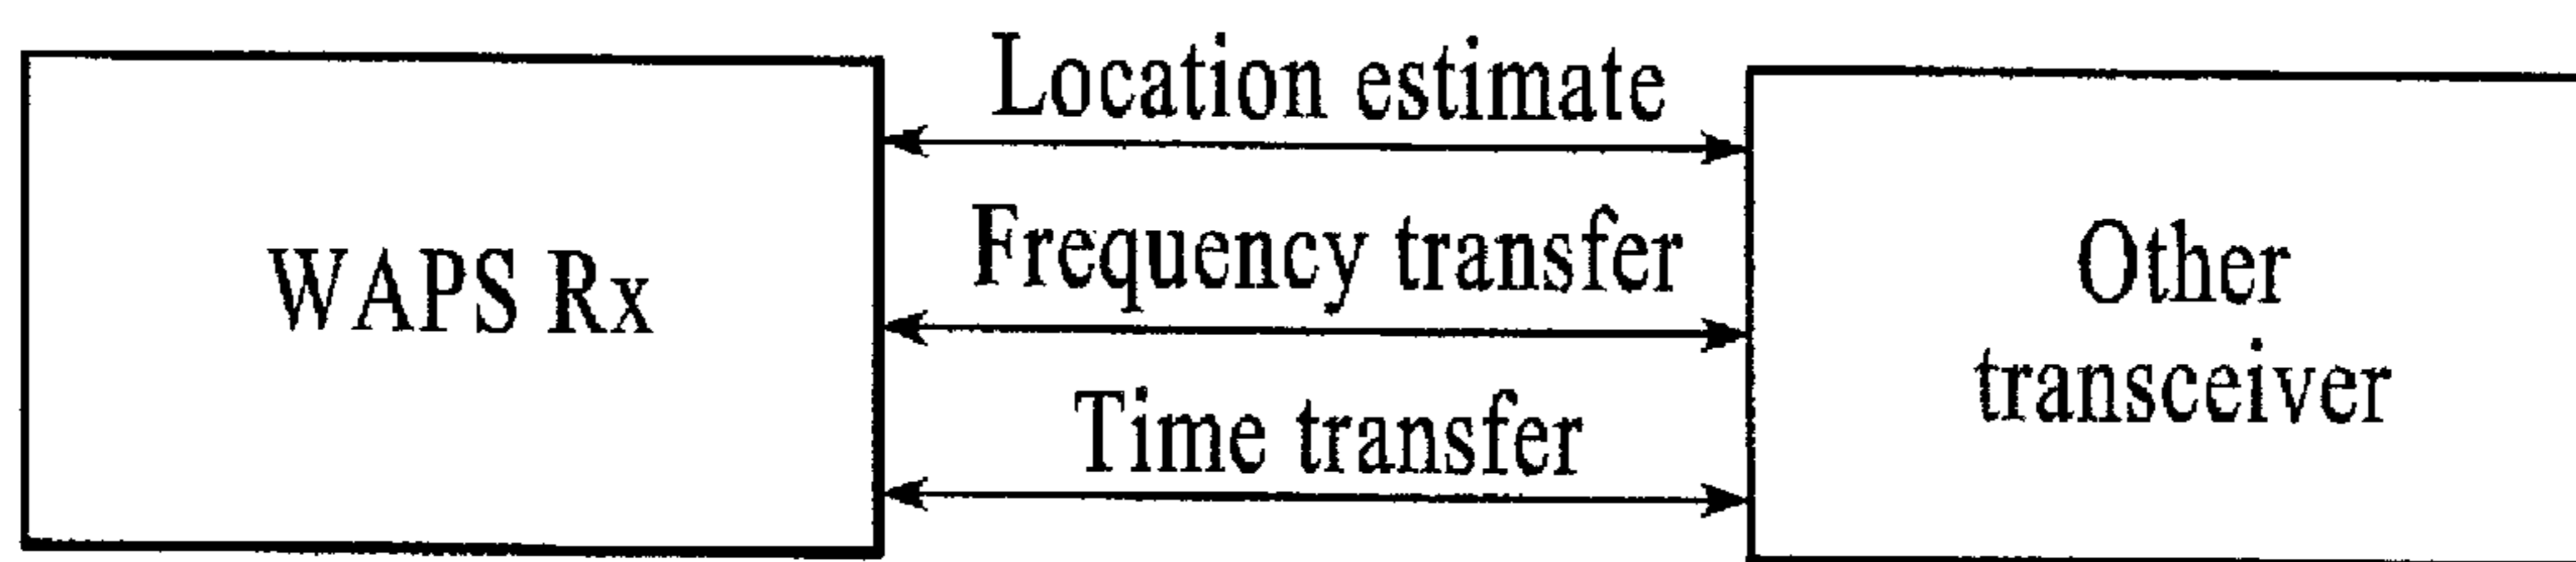 WAPS Rx
Location estimate
Frequency transfer
Time transfer
Other
transceiver